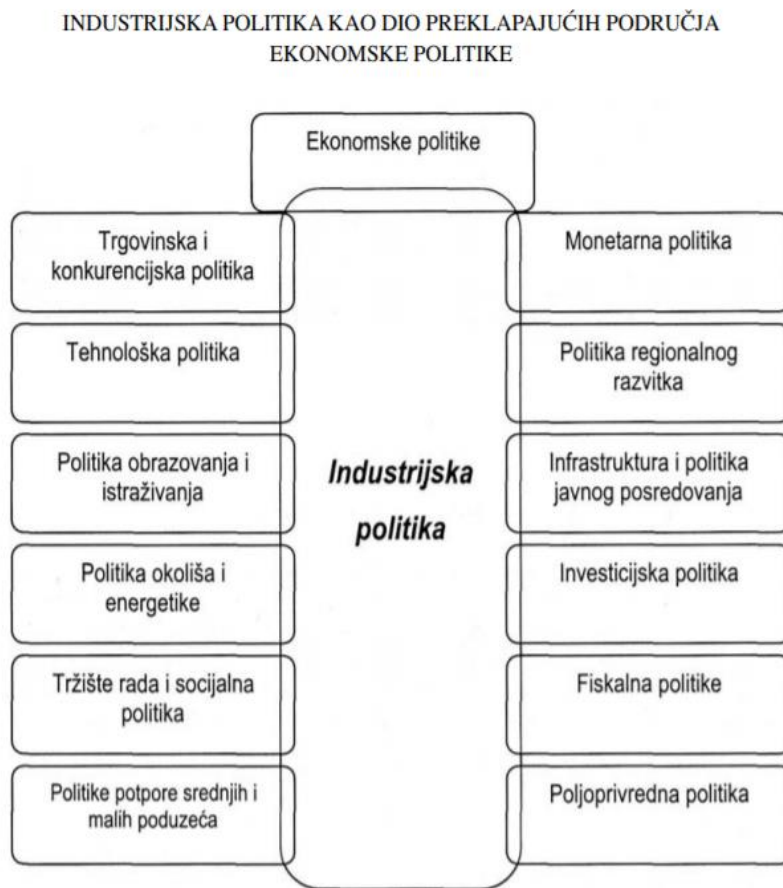 INDUSTRIJSKA POLITIKA KAO DIO PREKLAPAJUĆIH PODRUČJA
EKONOMSKE POLITIKE
Ekonomske politike
Trgovinska i
konkurencijska politika
Tehnološka politika
Politika obrazovanja i
istraživanja
Politika okoliša i
energetike
Tržište rada i socijalna
politika
Politike potpore srednjih i
malih poduzeća
Industrijska
politika
Monetarna politika
Politika regionalnog
razvitka
Infrastruktura i politika
javnog posredovanja
Investicijska politika
Fiskalna politike
Poljoprivredna politika